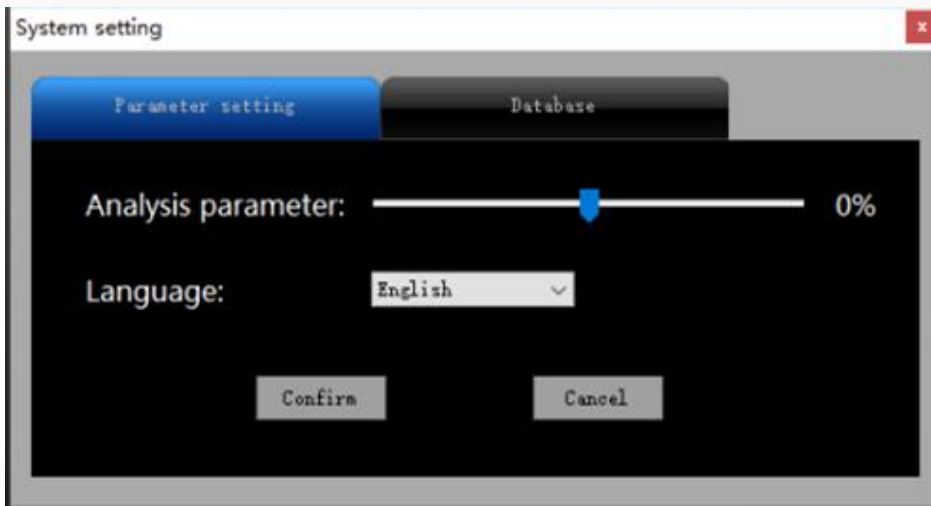 System setting
x
Parameter setting
Database
Analysis parameter:
0%
Language:
English
Confirm
Cancel